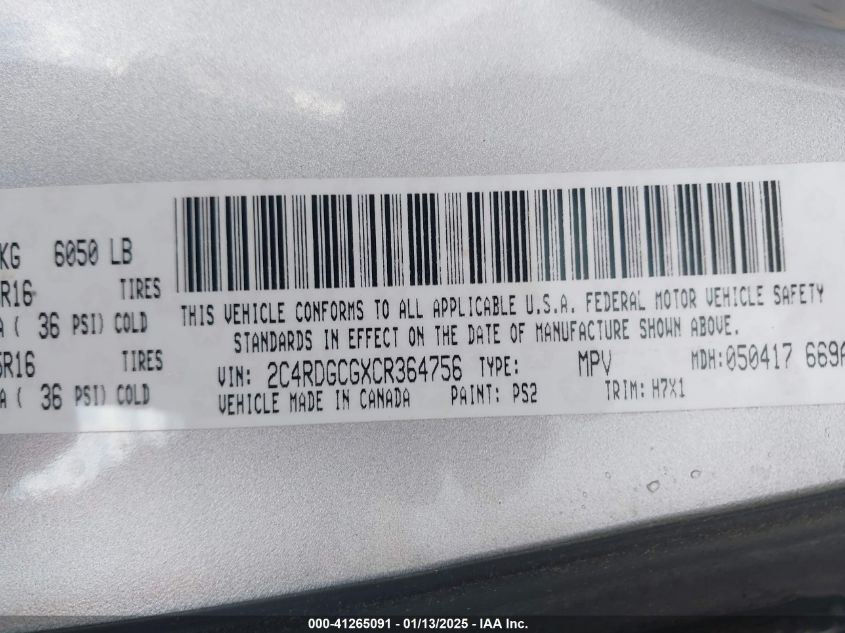 KG 6050 LB
R16 TIRES
( 36 PSI) COLD
R16 TIRES
A ( 36 PSI) COLD
THIS VEHICLE CONFORMS TO ALL APPLICABLE U.S.A. FEDERAL MOTOR VEHICLE SAFETY
STANDARDS IN EFFECT ON THE DATE OF MANUFACTURE SHOWN ABOVE.
VIN: 2C4RDGCGXCR364756 TYPE: MPV MDH: 050417 669A
VEHICLE MADE IN CANADA PAINT: PS2 TRIM: H7X1
000-41265091 - 01/13/2025 - IAA Inc.